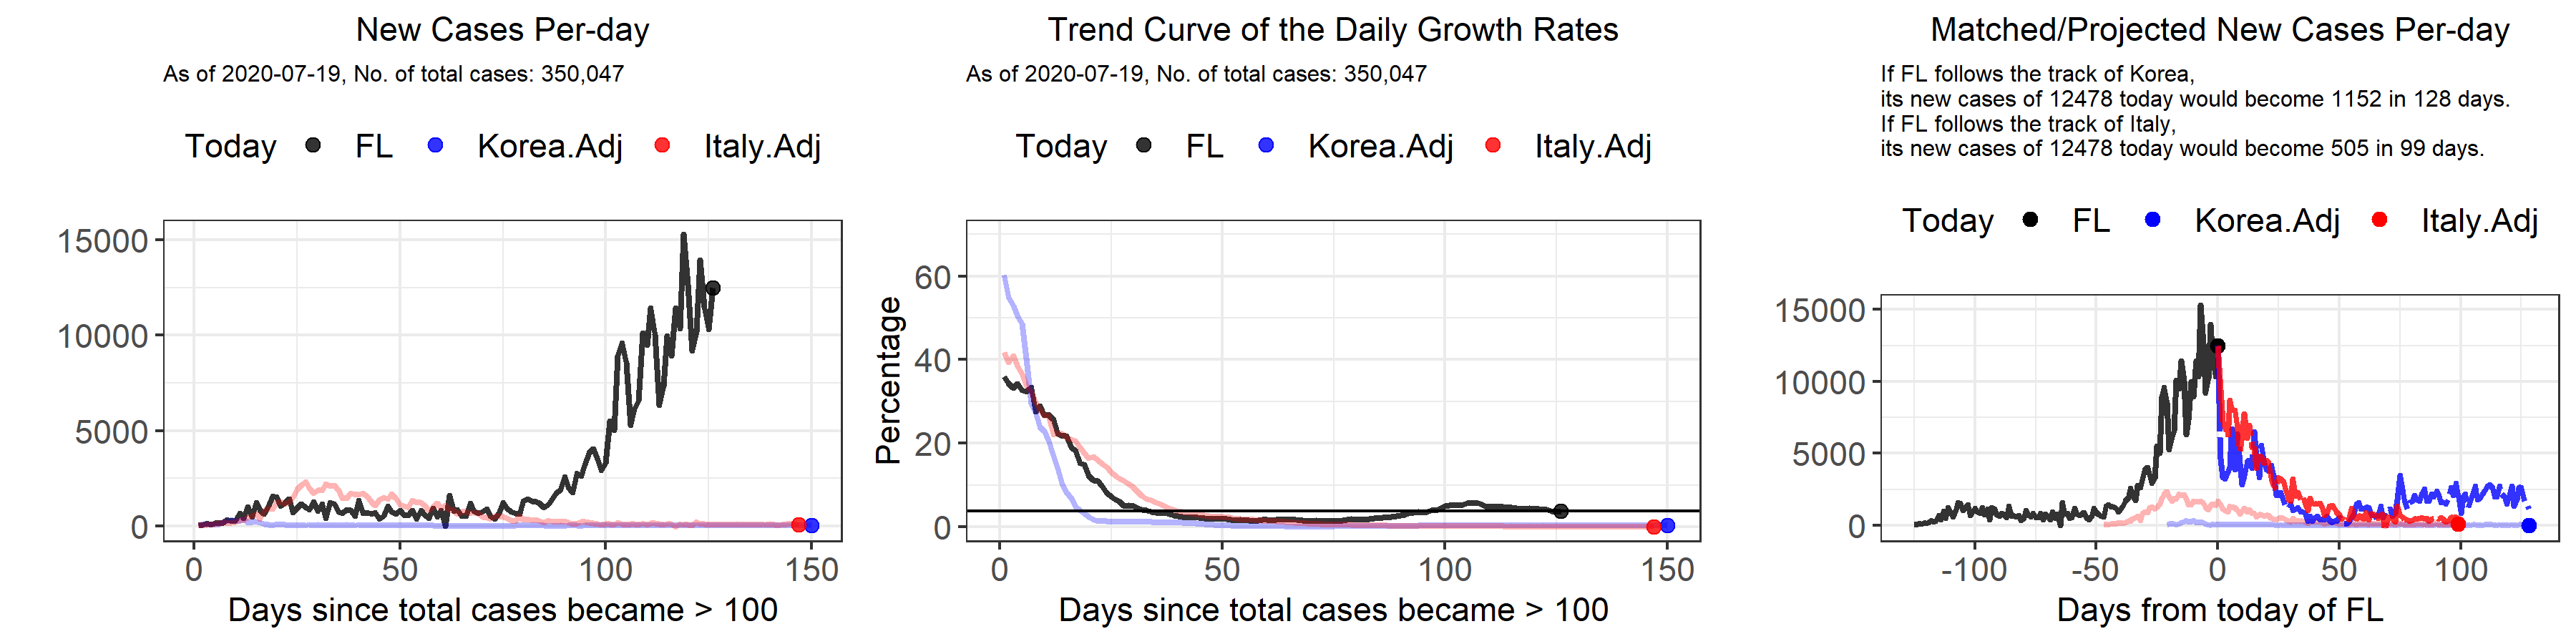 New Cases Per-day
As of 2020-07-19, No. of total cases: 350,047
Today FL Korea.Adj Italy.Adj
15000
10000
5000
0
0 50 100 150
Days since total cases became > 100
Trend Curve of the Daily Growth Rates
As of 2020-07-19, No. of total cases: 350,047
Today FL Korea.Adj Italy.Adj
Percentage
60
40
20
0
0 50 100 150
Days since total cases became > 100
Matched/Projected New Cases Per-day
If FL follows the track of Korea,
its new cases of 12478 today would become 1152 in 128 days.
If FL follows the track of Italy,
its new cases of 12478 today would become 505 in 99 days.
Today FL Korea.Adj Italy.Adj
15000
10000
5000
0
-100 -50 0 50 100
Days from today of FL